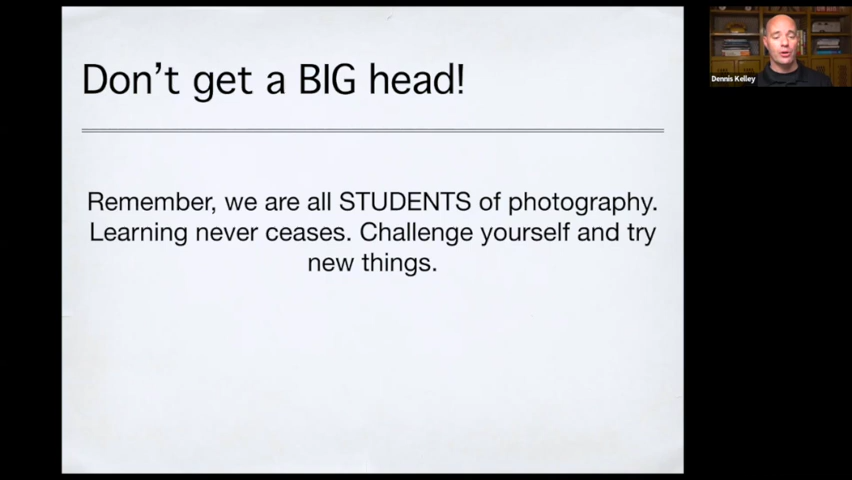 Don't get a BIG head!
Remember, we are all STUDENTS of photography.
Learning never ceases. Challenge yourself and try
new things.
Dennis Kelley